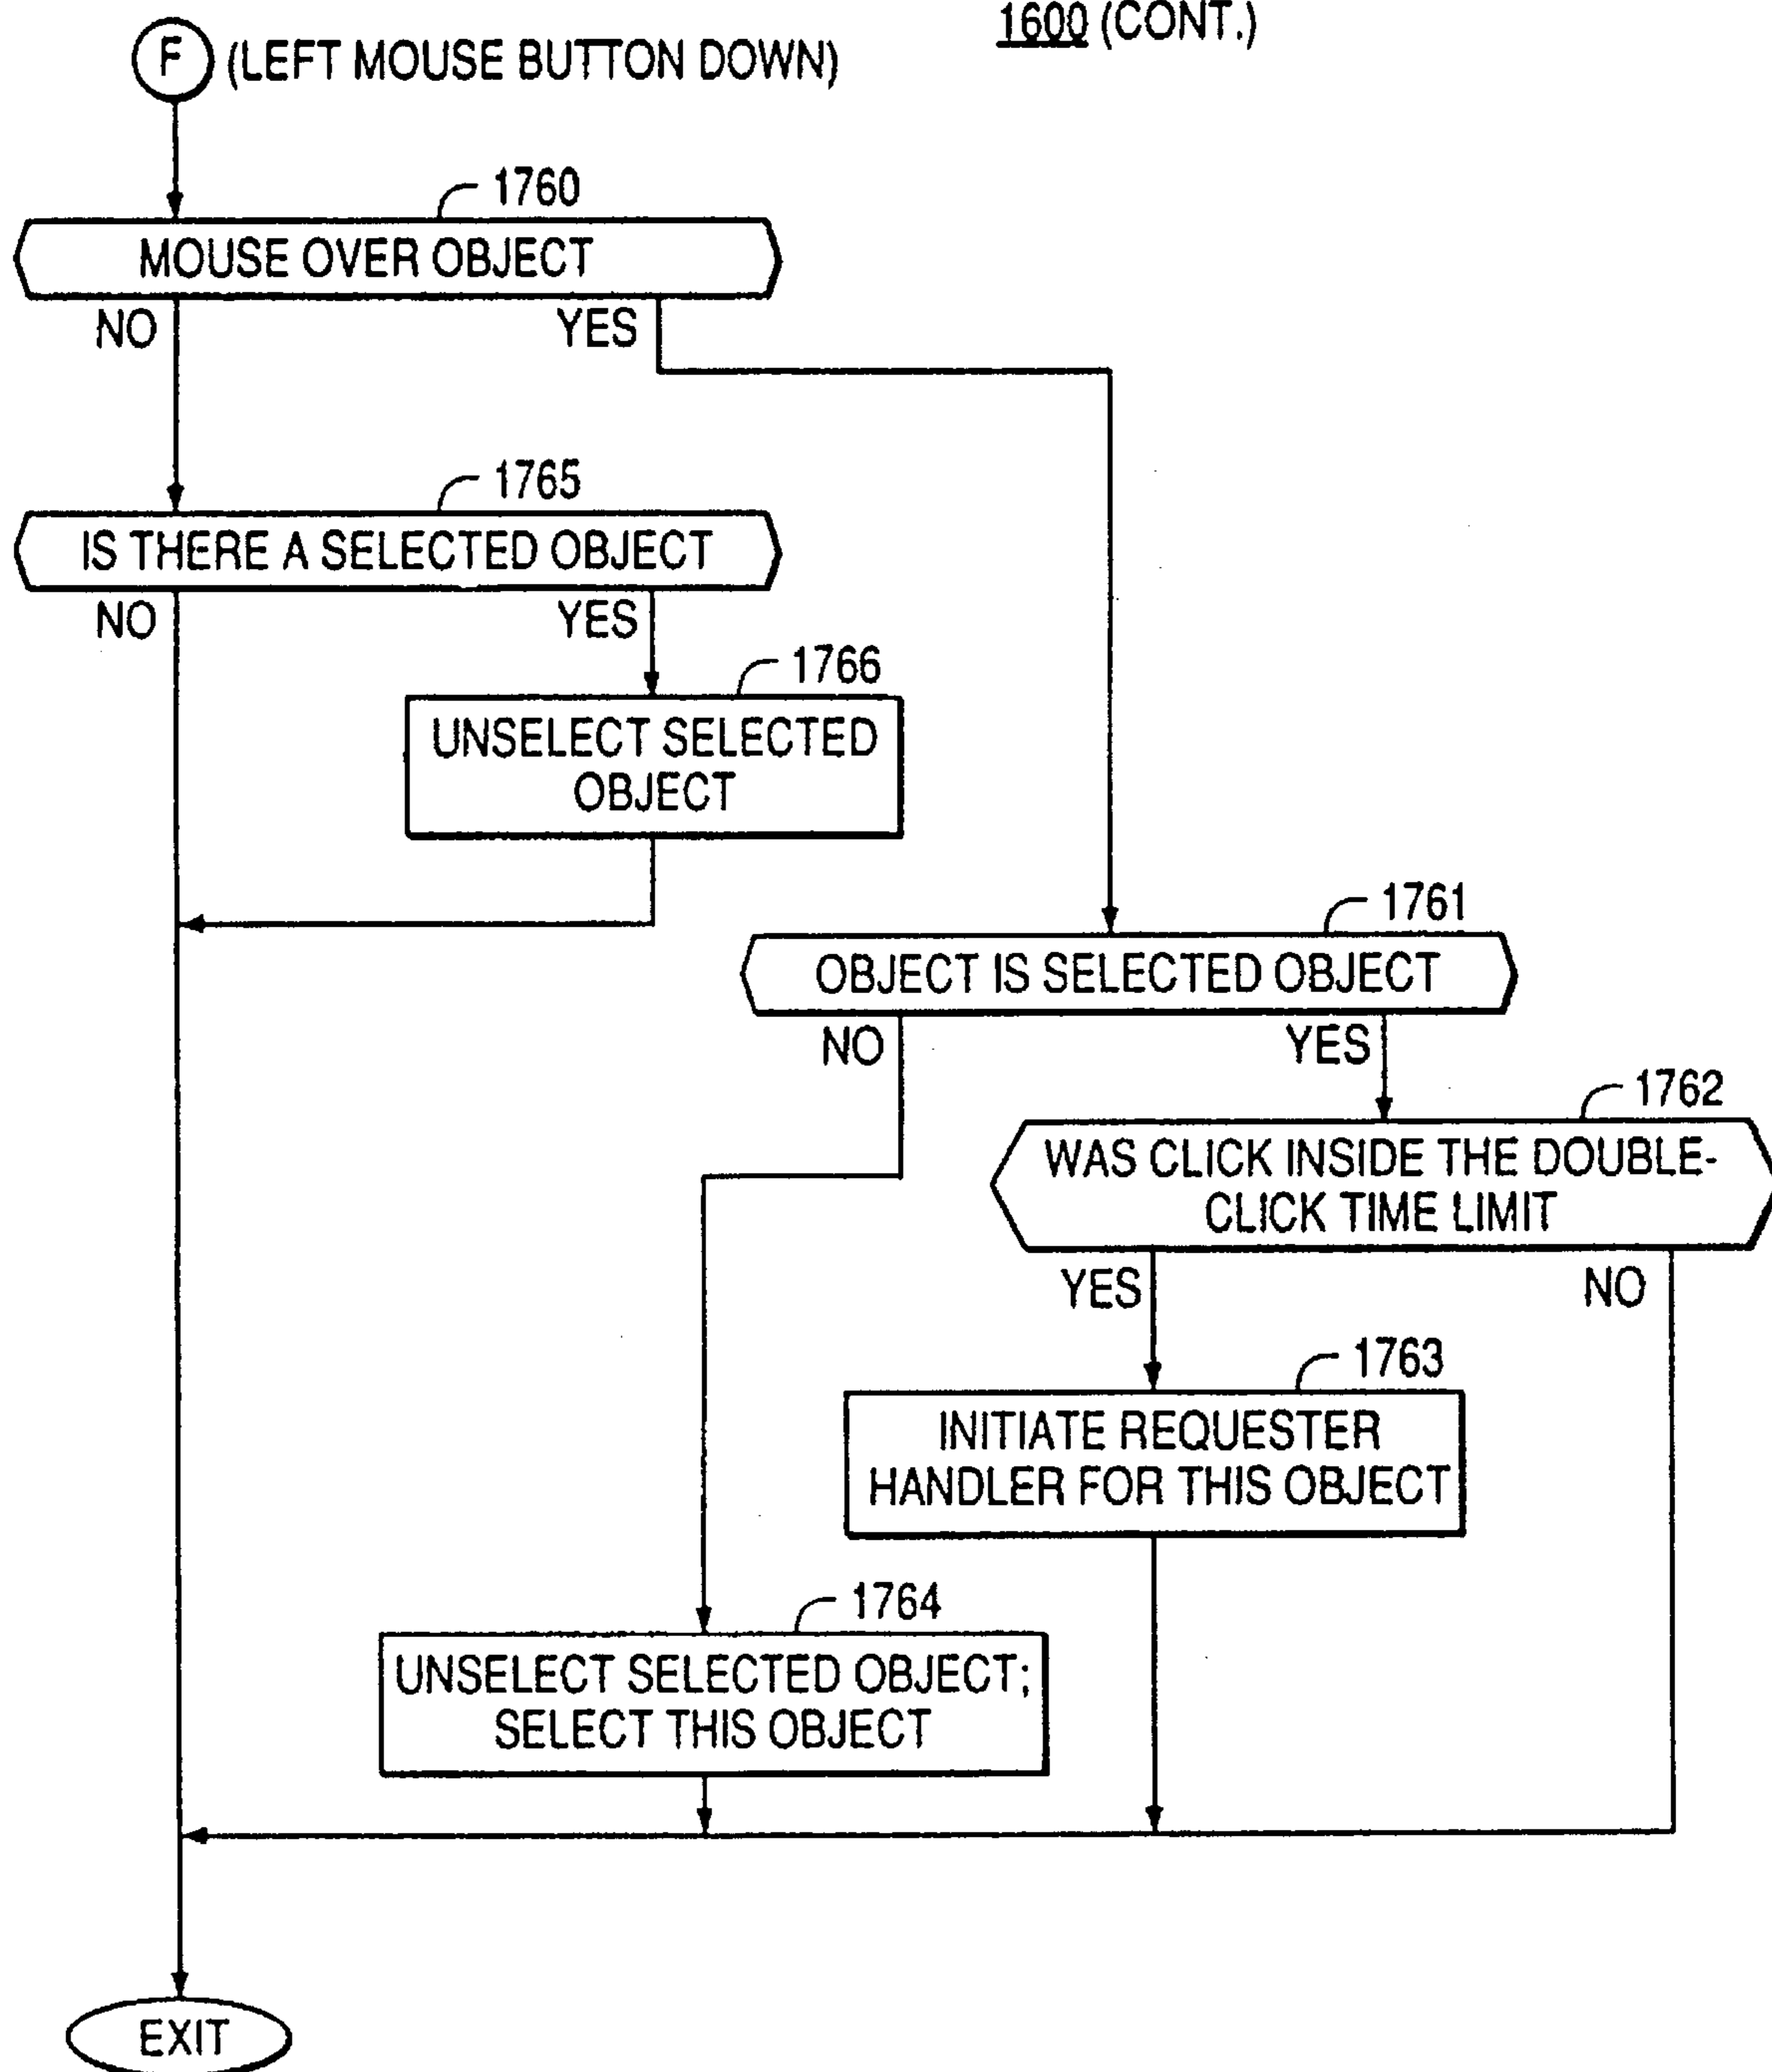 1600 (CONT.)
F (LEFT MOUSE BUTTON DOWN)
1760
MOUSE OVER OBJECT
NO YES
1765
IS THERE A SELECTED OBJECT
NO YES
1766
UNSELECT SELECTED
OBJECT
1761
OBJECT IS SELECTED OBJECT
NO YES
1762
WAS CLICK INSIDE THE DOUBLE-
CLICK TIME LIMIT
YES NO
1763
INITIATE REQUESTER
HANDLER FOR THIS OBJECT
1764
UNSELECT SELECTED OBJECT;
SELECT THIS OBJECT
EXIT